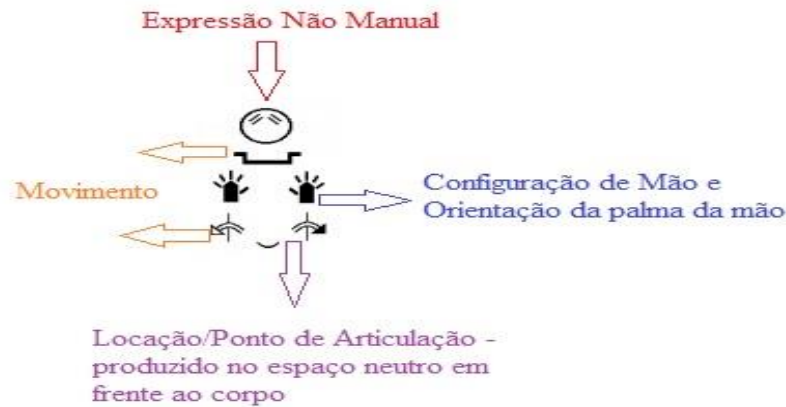 Expressão Não Manual
Movimento
Configuração de Mão e
Orientação da palma da mão
Locação/Ponto de Articulação -
produzido no espaço neutro em
frente ao corpo